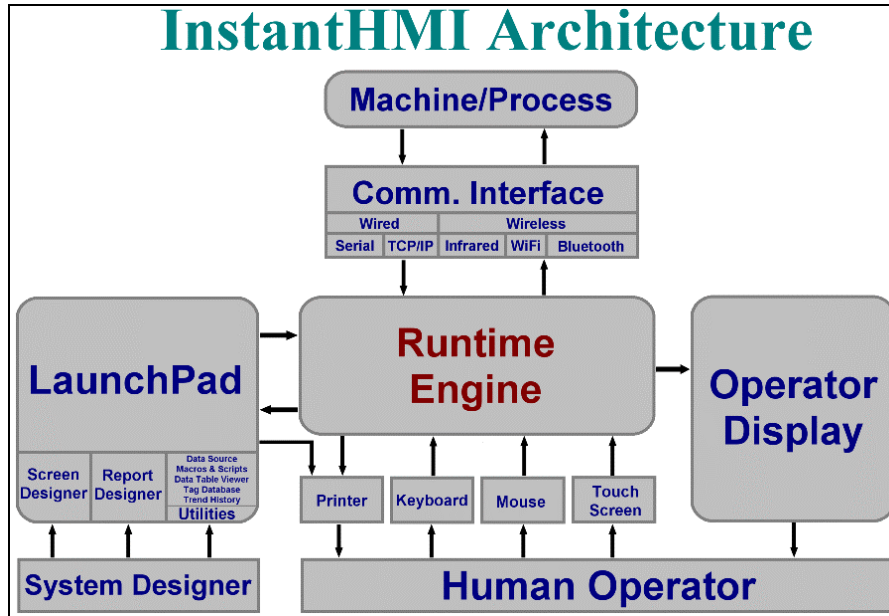 InstantHMI Architecture
Machine/Process
Comm. Interface
Wired Wireless
Serial TCP/IP Infrared WiFi Bluetooth
LaunchPad
Runtime
Engine
Operator
Display
Screen
Designer
Report
Designer
Data Source
Macros & Scripts
Data Table Viewer
Tag Database
Trend History
Utilities
Printer
Keyboard
Mouse
Touch
Screen
System Designer
Human Operator